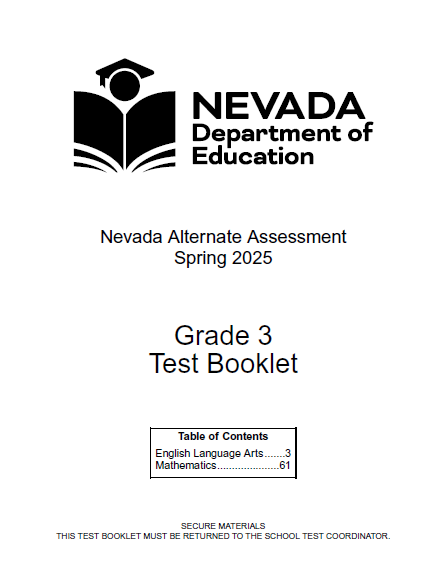 NEVADA
Department of
Education
Nevada Alternate Assessment
Spring 2025
Grade 3
Test Booklet
Table of Contents
English Language Arts.......3
Mathematics.....................61
SECURE MATERIALS
THIS TEST BOOKLET MUST BE RETURNED TO THE SCHOOL TEST COORDINATOR.